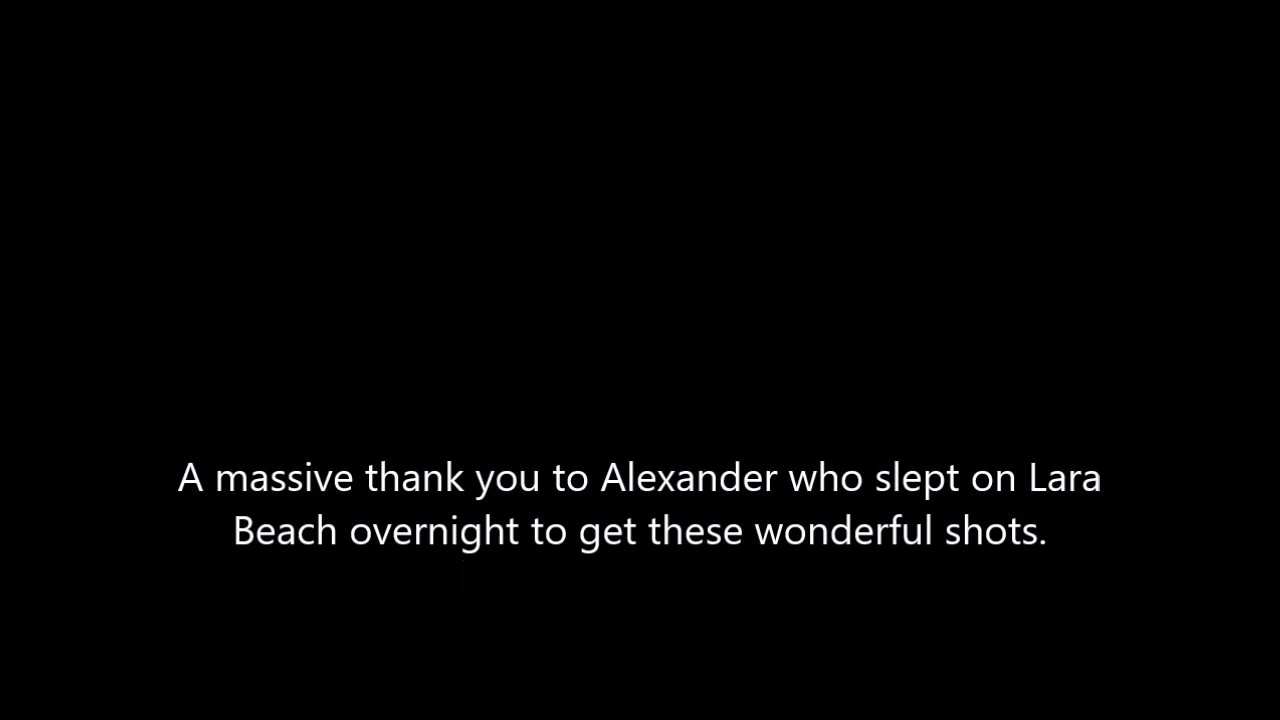 A massive thank you to Alexander who slept on Lara
Beach overnight to get these wonderful shots.